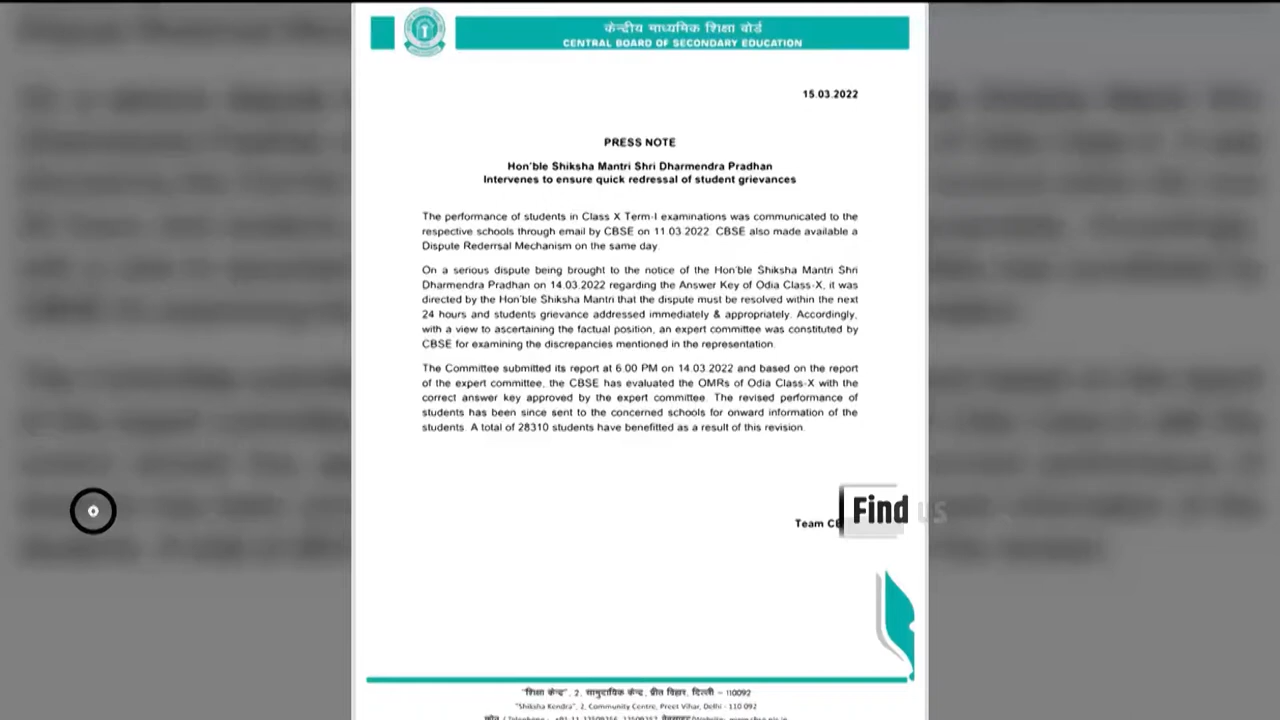 केन्द्रीय माध्यमिक शिक्षा बोर्ड
CENTRAL BOARD OF SECONDARY EDUCATION
15.03.2022
PRESS NOTE
Hon'ble Shiksha Mantri Shri Dharmendra Pradhan
Intervenes to ensure quick redressal of student grievances
The performance of students in Class X Term-I examinations was communicated to the
respective schools through email by CBSE on 11.03.2022 CBSE also made available a
Dispute Rederrsal Mechanism on the same day.
On a serious dispute being brought to the notice of the Hon'ble Shiksha Mantri Shri
Dharmendra Pradhan on 14.03.2022 regarding the Answer Key of Odia Class-X, it was
directed by the Hon'ble Shiksha Mantri that the dispute must be resolved within the next
24 hours and students grievance addressed immediately & appropriately. Accordingly,
with a view to ascertaining the factual position, an expert committee was constituted by
CBSE for examining the discrepancies mentioned in the representation.
The Committee submitted its report at 6.00 PM on 14.03.2022 and based on the report
of the expert committee, the CBSE has evaluated the OMRs of Odia Class-X with the
correct answer key approved by the expert committee. The revised performance of
students has been since sent to the concerned schools for onward information of the
students. A total of 28310 students have benefitted as a result of this revision.
Team
Find us
"शिक्षा केन्द्र", 2, सामुदायिक केन्द्र, प्रीत विहार, दिल्ली – 110092
"Shiksha Kendra", 2, Community Centre, Preet Vihar, Delhi - 110 092